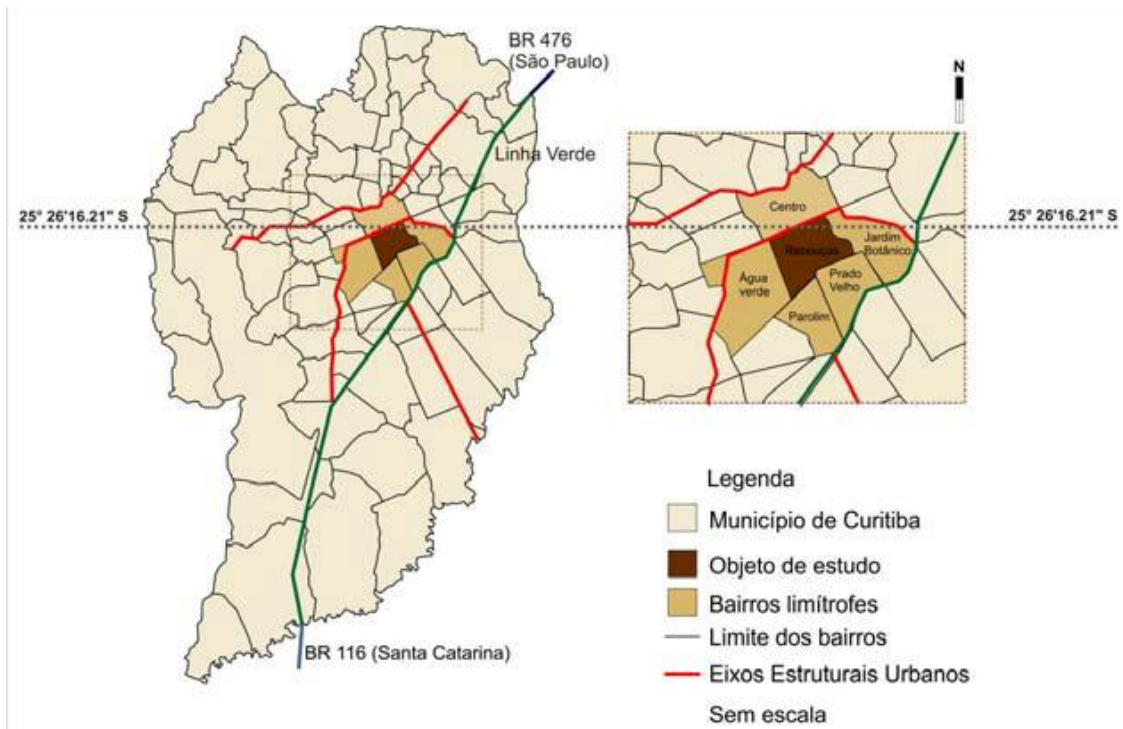 BR 476
(São Paulo)
Linha Verde
25° 26'16.21" S
BR 116 (Santa Catarina)
N
25° 26'16.21" S
Centro
Rebouças
Jardim
Botânico
Água
verde
Prado
Velho
Parolim
Legenda
Município de Curitiba
Objeto de estudo
Bairros limítrofes
Limite dos bairros
Eixos Estruturais Urbanos
Sem escala